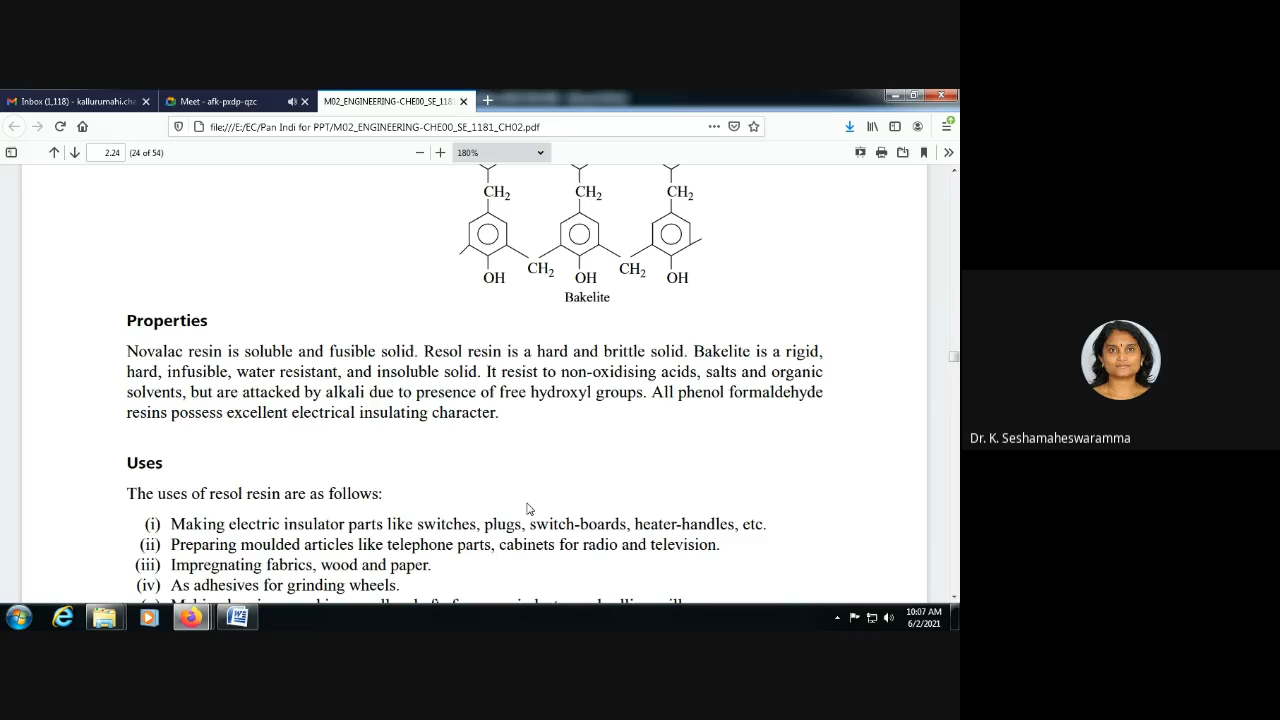 Inbox (1,118) - kallurumahi.che
Meet - afk-pxdp-qzc
M02_ENGINEERING-CHE00_SE_1181
file:///E/EC/Pan Indi for PPT/M02_ENGINEERING-CHE00_SE_1181_CH02.pdf
2.24 (24 of 54)
180%
CH2 CH2 CH2
CH2 CH2
OH OH OH
Bakelite
Properties
Novalac resin is soluble and fusible solid. Resol resin is a hard and brittle solid. Bakelite is a rigid,
hard, infusible, water resistant, and insoluble solid. It resist to non-oxidising acids, salts and organic
solvents, but are attacked by alkali due to presence of free hydroxyl groups. All phenol formaldehyde
resins possess excellent electrical insulating character.
Uses
The uses of resol resin are as follows:
(i) Making electric insulator parts like switches, plugs, switch-boards, heater-handles, etc.
(ii) Preparing moulded articles like telephone parts, cabinets for radio and television.
(iii) Impregnating fabrics, wood and paper.
(iv) As adhesives for grinding wheels.
Dr. K. Seshamaheswaramma
10:07 AM
6/2/2021